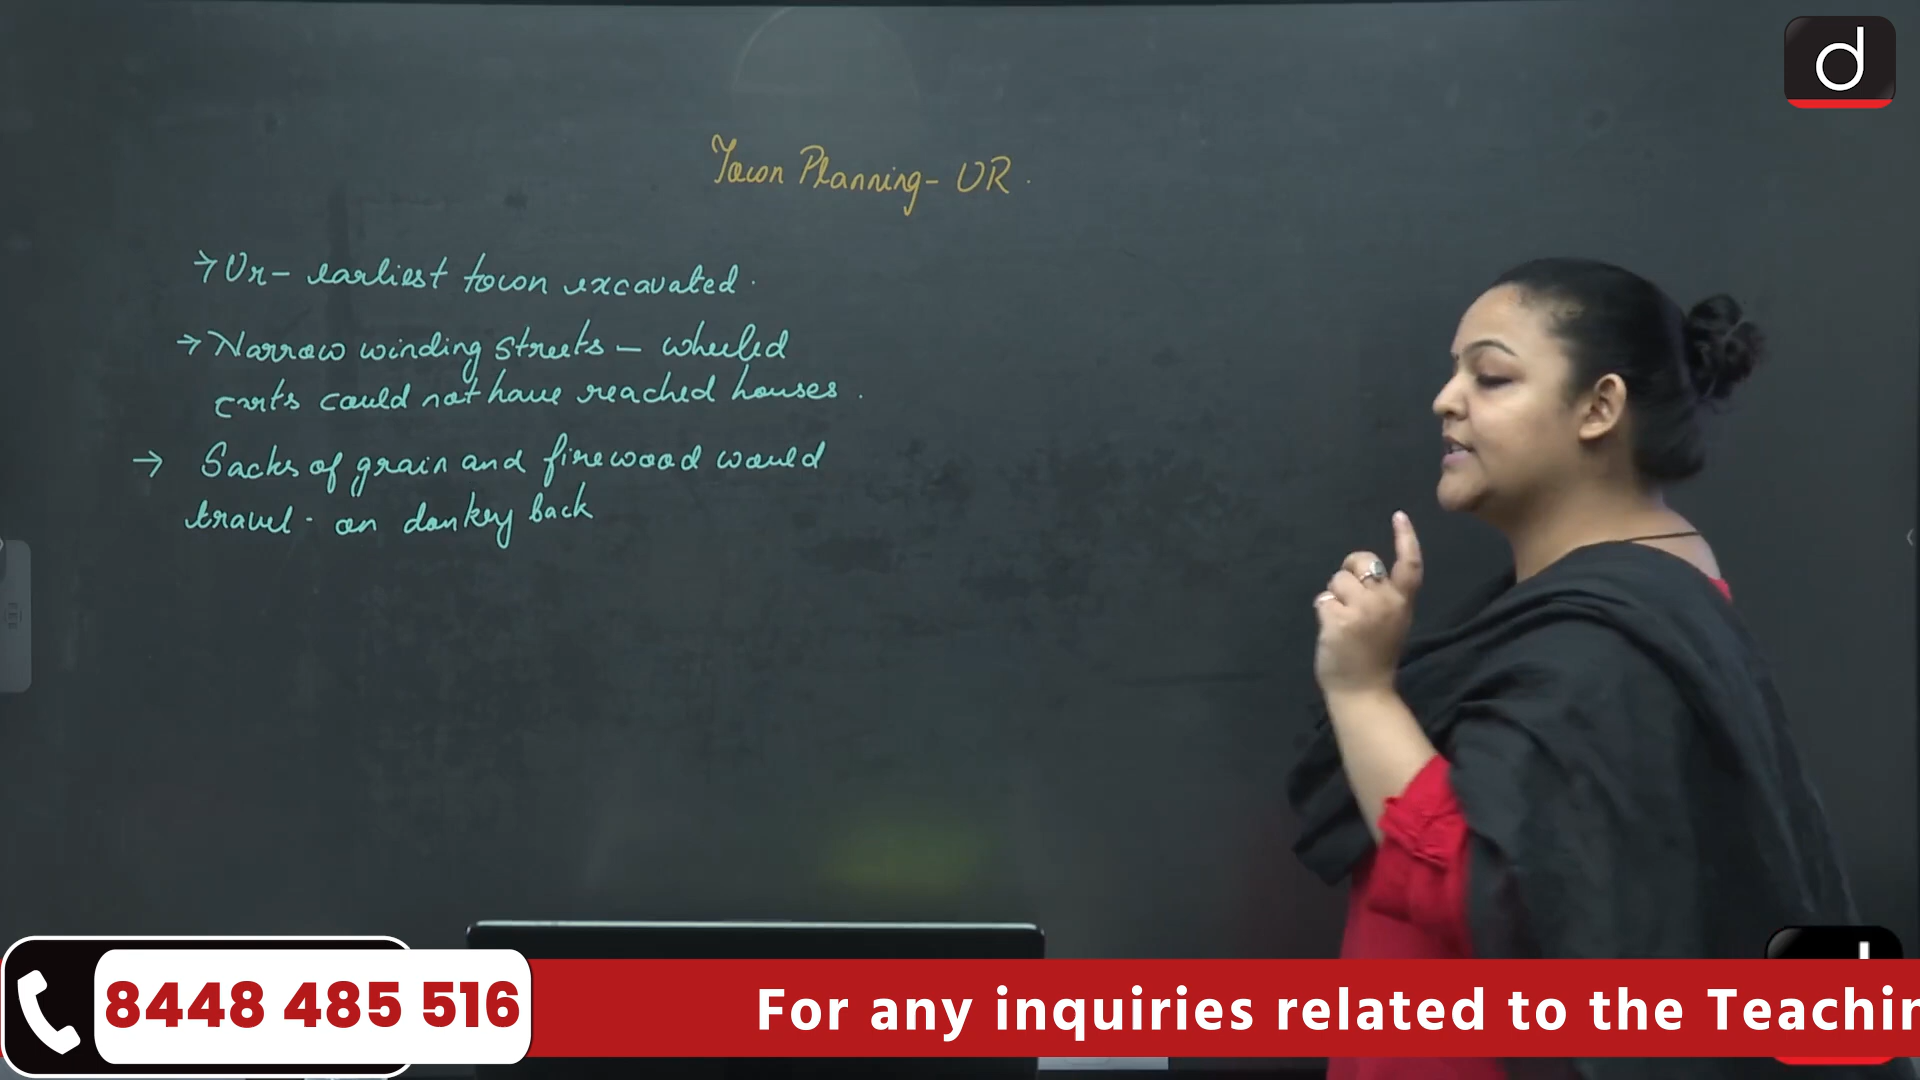 d
Town Planning - UR.
→ Ur - earliest town excavated.
→ Narrow winding streets - wheeled
carts could not have reached houses.
→ Sacks of grain and firewood would
travel. on donkey back
8448 485 516
For any inquiries related to the Teachin